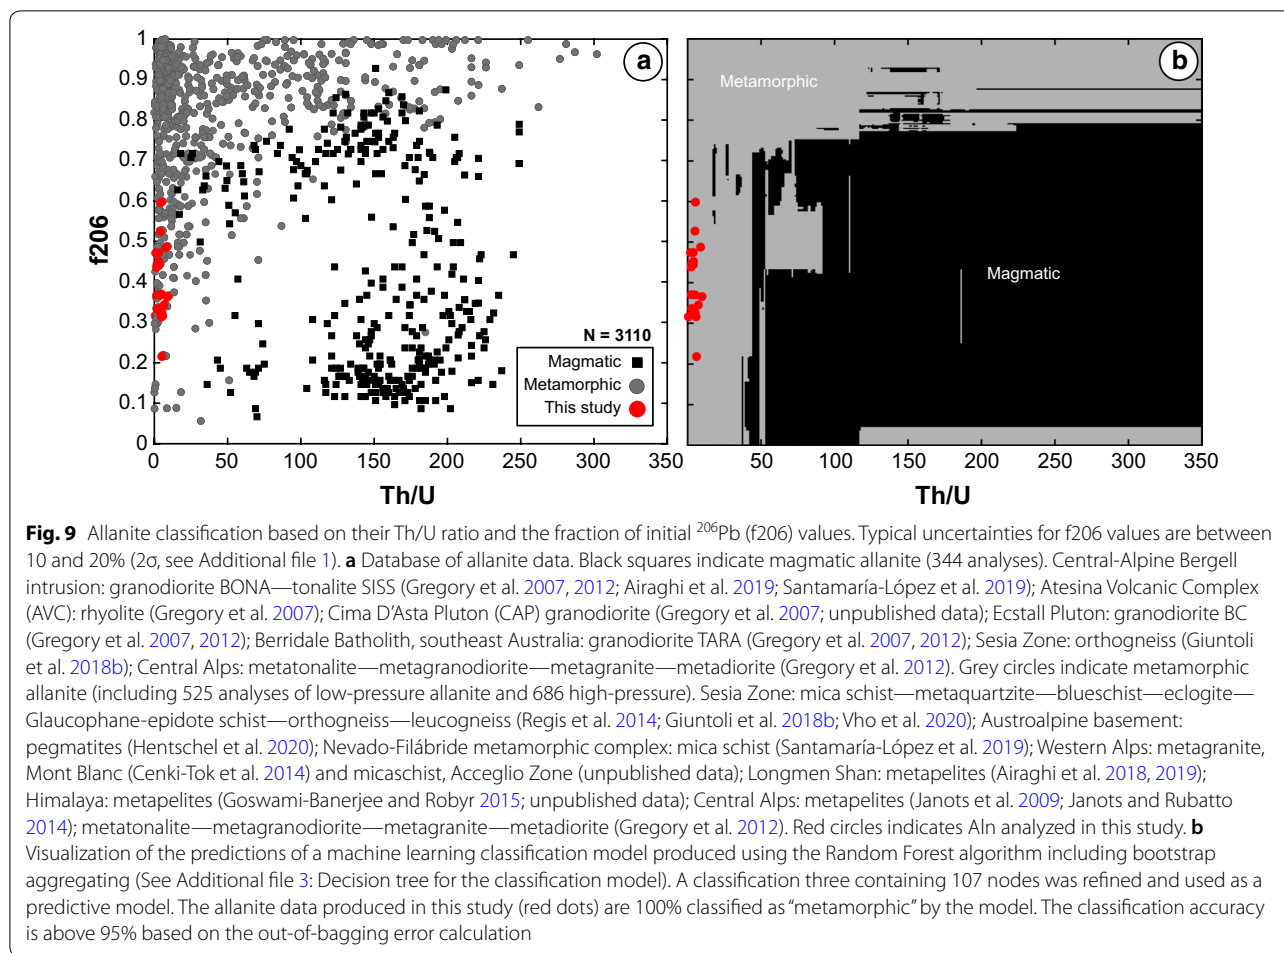 1
0.9
0.8
0.7
0.6
0.5
0.4
0.3
0.2
0.1
0
f206
a
N = 3110
Magmatic
Metamorphic
This study
0 50 100 150 200 250 300 350
Th/U
b
Metamorphic
Magmatic
50 100 150 200 250 300 350
Th/U
Fig. 9 Allanite classification based on their Th/U ratio and the fraction of initial ²⁰⁶Pb (f206) values. Typical uncertainties for f206 values are between
10 and 20% (2σ, see Additional file 1). a Database of allanite data. Black squares indicate magmatic allanite (344 analyses). Central-Alpine Bergell
intrusion: granodiorite BONA—tonalite SISS (Gregory et al. 2007, 2012; Airaghi et al. 2019; Santamaría-López et al. 2019); Atesina Volcanic Complex
(AVC): rhyolite (Gregory et al. 2007); Cima D'Asta Pluton (CAP) granodiorite (Gregory et al. 2007; unpublished data); Ecstall Pluton: granodiorite BC
(Gregory et al. 2007, 2012); Berridale Batholith, southeast Australia: granodiorite TARA (Gregory et al. 2007, 2012); Sesia Zone: orthogneiss (Giuntoli
et al. 2018b); Central Alps: metatonalite—metagranodiorite—metagranite—metadiorite (Gregory et al. 2012). Grey circles indicate metamorphic
allanite (including 525 analyses of low-pressure allanite and 686 high-pressure). Sesia Zone: mica schist—metaquartzite—blueschist—eclogite—
Glaucophane-epidote schist—orthogneiss—leucogneiss (Regis et al. 2014; Giuntoli et al. 2018b; Vho et al. 2020); Austroalpine basement:
pegmatites (Hentschel et al. 2020); Nevado-Filábride metamorphic complex: mica schist (Santamaría-López et al. 2019); Western Alps: metagranite,
Mont Blanc (Cenki-Tok et al. 2014) and micaschist, Acceglio Zone (unpublished data); Longmen Shan: metapelites (Airaghi et al. 2018, 2019);
Himalaya: metapelites (Goswami-Banerjee and Robyr 2015; unpublished data); Central Alps: metapelites (Janots et al. 2009; Janots and Rubatto
2014); metatonalite—metagranodiorite—metagranite—metadiorite (Gregory et al. 2012). Red circles indicates Aln analyzed in this study. b
Visualization of the predictions of a machine learning classification model produced using the Random Forest algorithm including bootstrap
aggregating (See Additional file 3: Decision tree for the classification model). A classification three containing 107 nodes was refined and used as a
predictive model. The allanite data produced in this study (red dots) are 100% classified as “metamorphic” by the model. The classification accuracy
is above 95% based on the out-of-bagging error calculation